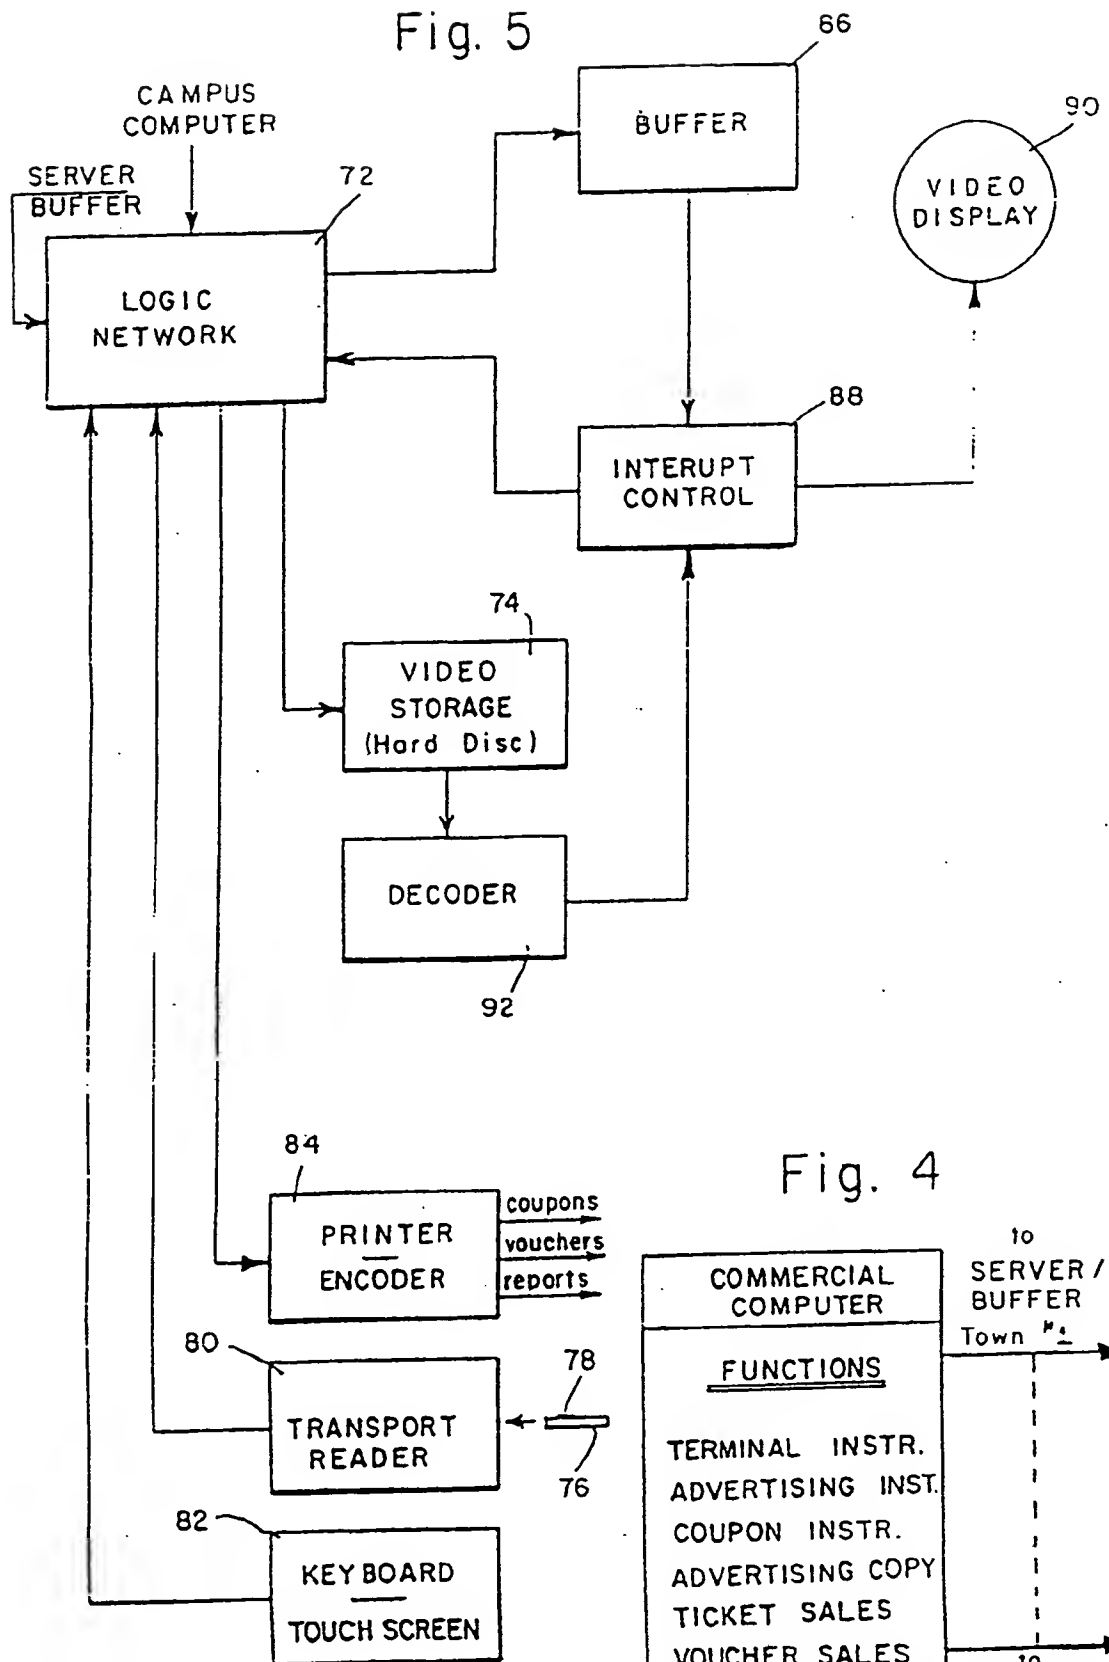 Fig. 5
66
BUFFER
90
VIDEO
DISPLAY
CAMPUS
COMPUTER
SERVER
BUFFER
72
LOGIC
NETWORK
88
INTERUPT
CONTROL
74
VIDEO
STORAGE
(Hard Disc)
DECODER
92
84
PRINTER
ENCODER
coupons
vouchers
reports
80
TRANSPORT
READER
78
76
82
KEYBOARD
TOUCH SCREEN
Fig. 4
COMMERCIAL
COMPUTER
FUNCTIONS
TERMINAL INSTR.
ADVERTISING INST.
COUPON INSTR.
ADVERTISING COPY
TICKET SALES
VOUCHER SALES
to
SERVER/
BUFFER
Town #1
to